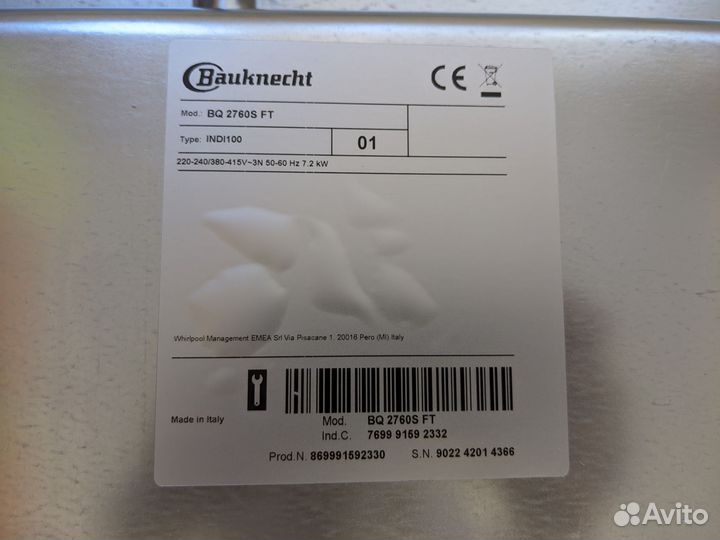 Bauknecht CE
Mod.: BQ 2760S FT
Type: INDI100 01
220-240/380-415V~3N 50-60 Hz 7.2 kW
Whirlpool Management EMEA Srl Via Pisacane 1. 20016 Pero (MI) Italy
Made in Italy
Mod. BQ 2760S FT
Ind.C. 7699 9159 2332
Prod.N. 869991592330 S.N. 9022 4201 4366
Avito